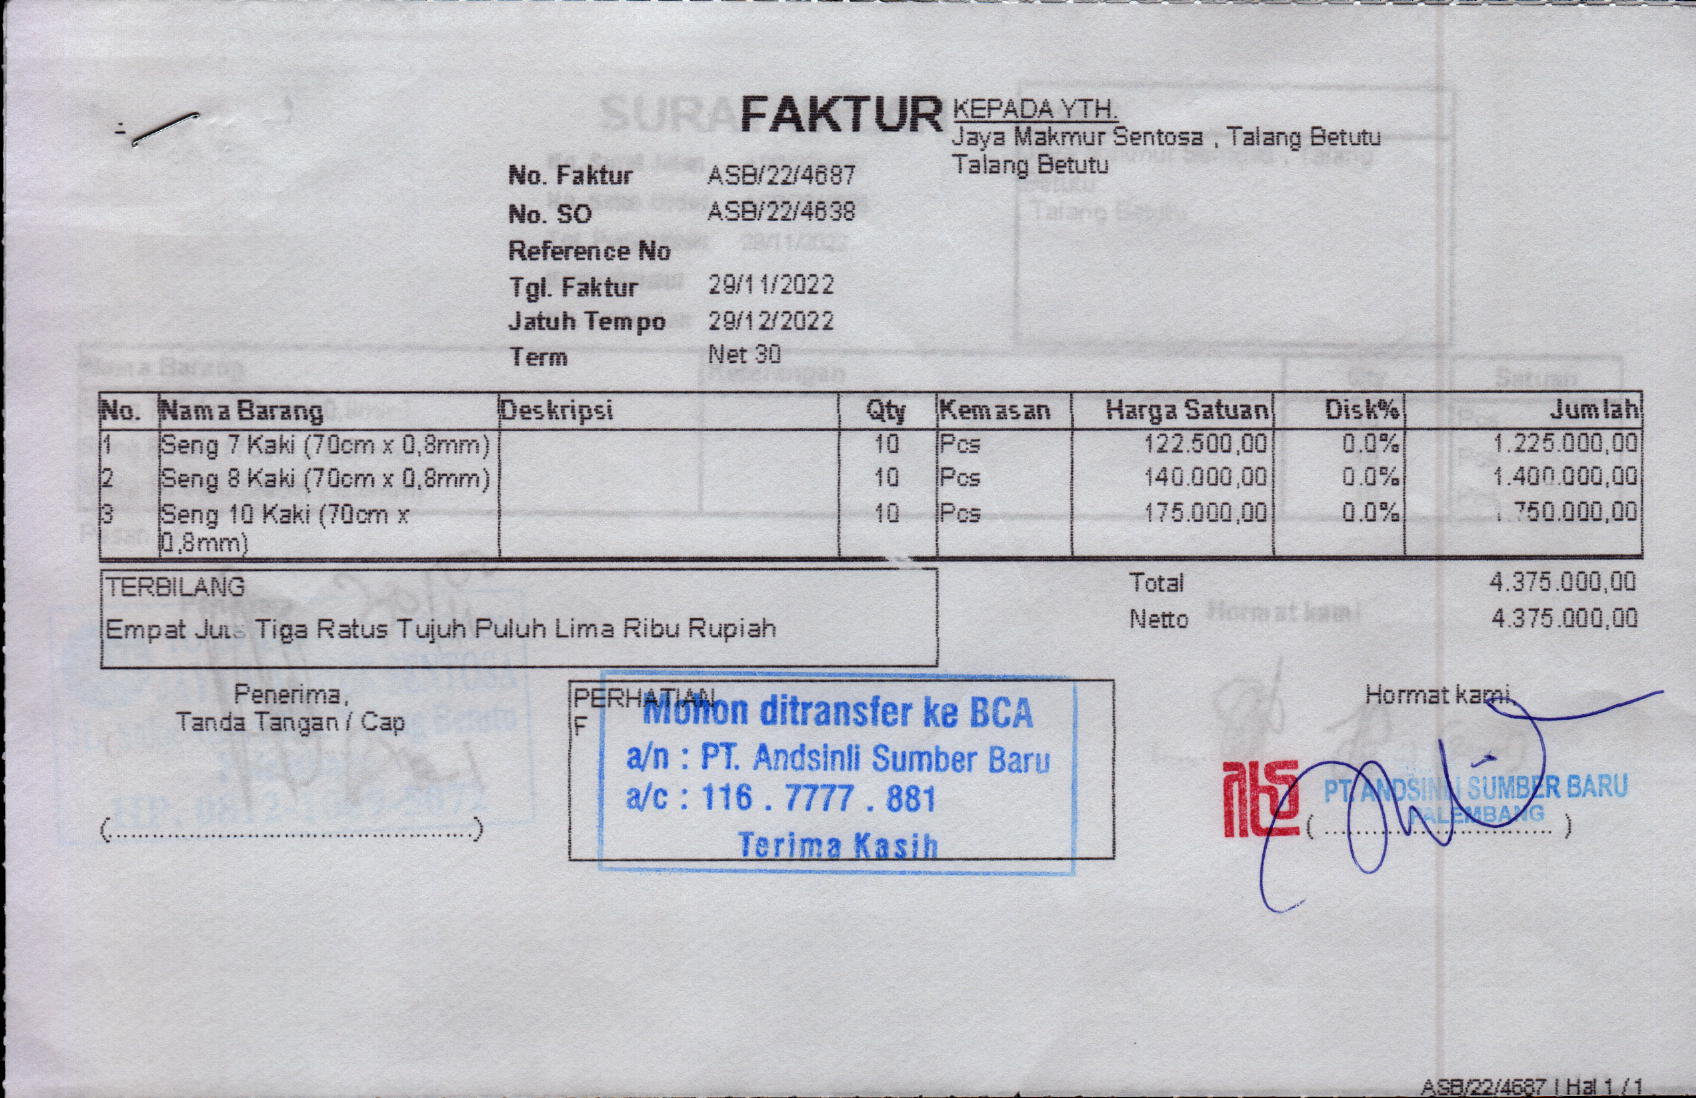 FAKTUR
KEPADA YTH.
Jaya Makmur Sentosa , Talang Betutu
Talang Betutu
No. Faktur ASB/22/4687
No. SO ASB/22/4638
Reference No
Tgl. Faktur 29/11/2022
Jatuh Tempo 29/12/2022
Term Net 30
No. Nama Barang Deskripsi Qty Kemasan Harga Satuan Disk% Jumlah
1 Seng 7 Kaki (70cm x 0,8mm) 10 Pcs 122.500,00 0.0% 1.225.000,00
2 Seng 8 Kaki (70cm x 0,8mm) 10 Pcs 140.000,00 0.0% 1.400.000,00
3 Seng 10 Kaki (70cm x 10 Pcs 175.000,00 0.0% 1.750.000,00
0,8mm)
TERBILANG
Empat Juta Tiga Ratus Tujuh Puluh Lima Ribu Rupiah
Total 4.375.000,00
Netto 4.375.000,00
Penerima,
Tanda Tangan / Cap
(....................)
PERHATIAN
F
Mohon ditransfer ke BCA
a/n : PT. Andsinli Sumber Baru
a/c : 116 . 7777 . 881
Terima Kasih
Hormat kami,
PT. ANDSINLI SUMBER BARU
PALEMBANG
( .................... )
ASB/22/4687 | Hal 1 / 1